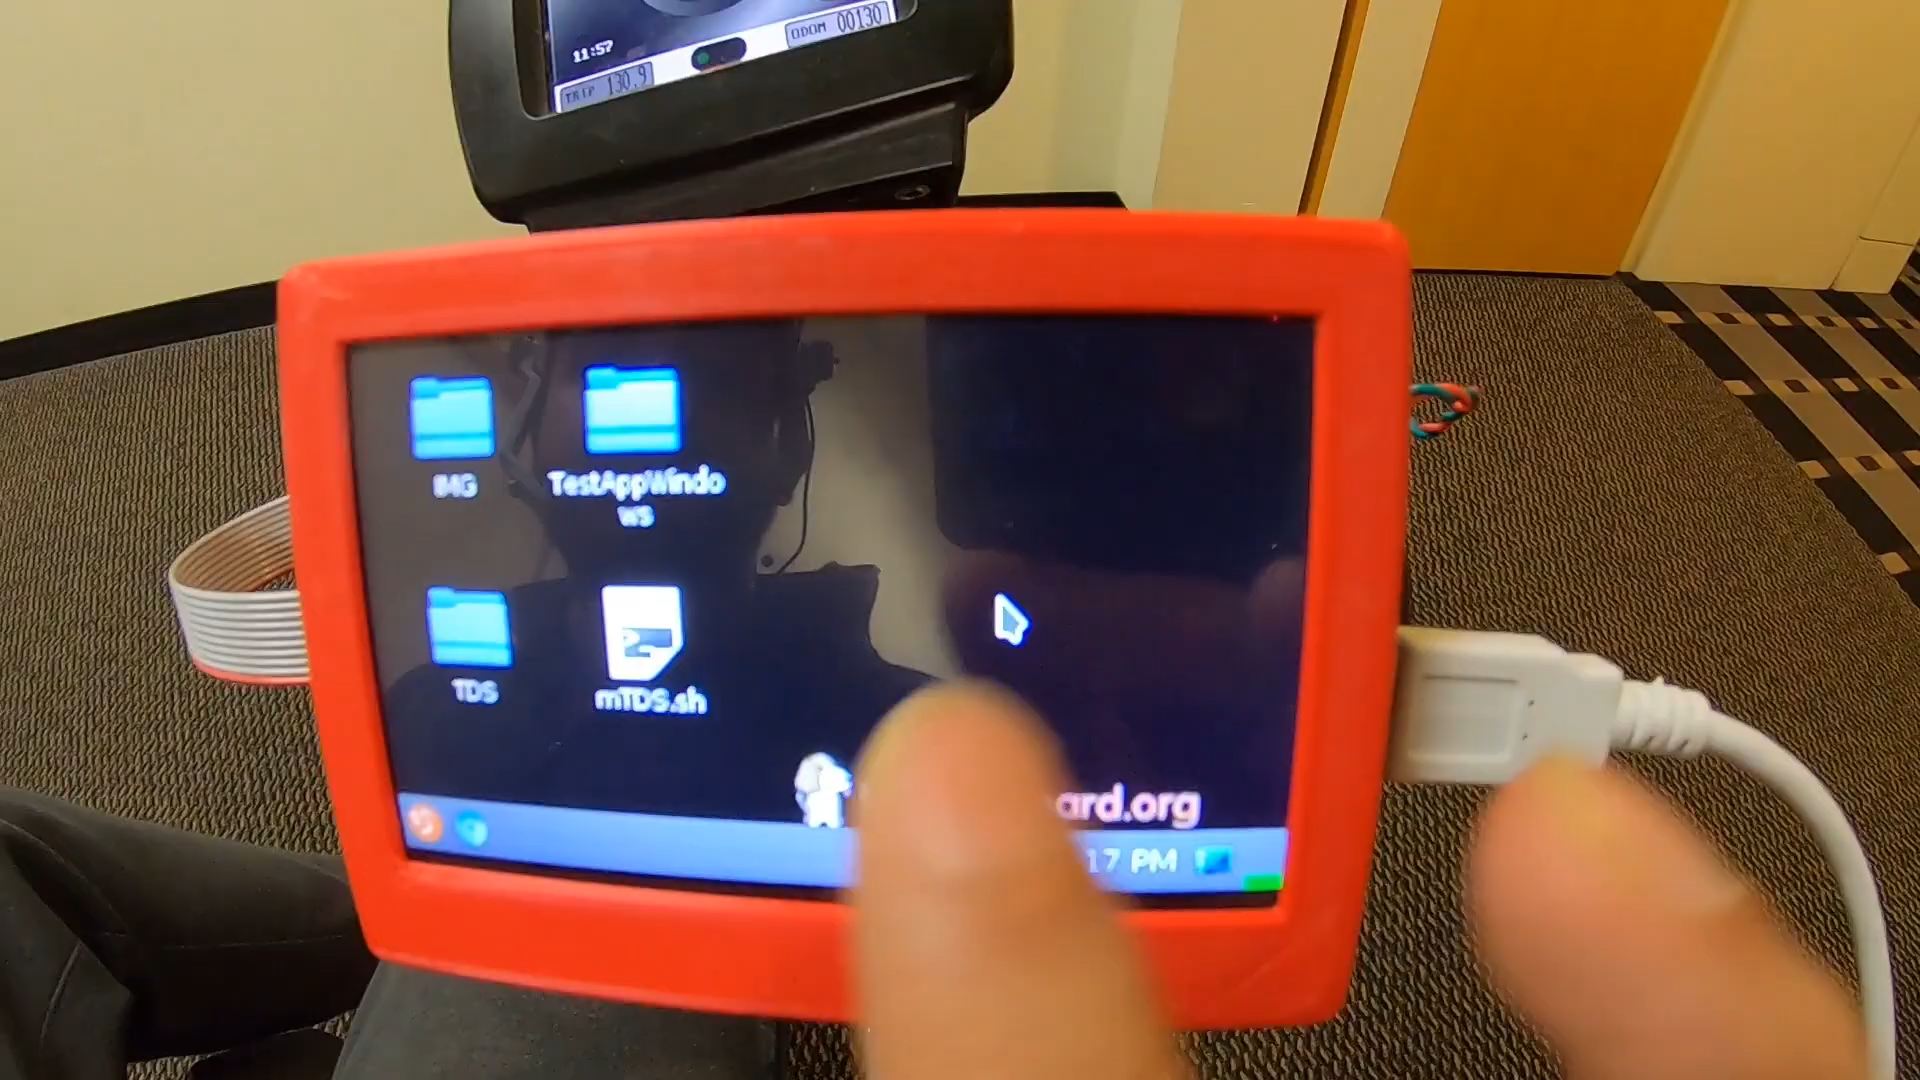 11:57
ODOM 00130
TRIP 130.9
IMG
TestAppWindo
ws
TDS
mTDS.sh
ard.org
17 PM